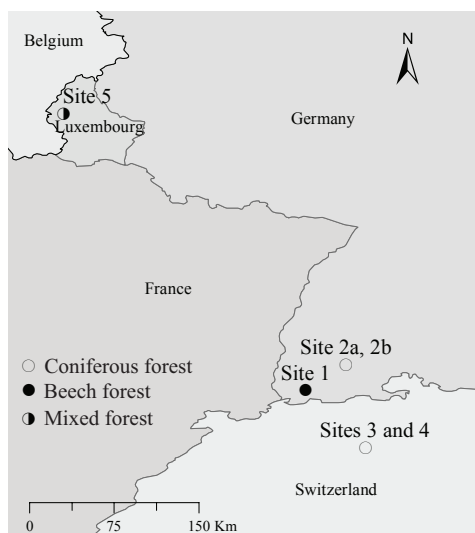 N
Belgium
Site 5
Luxembourg
Germany
France
Site 2a, 2b
Site 1
Coniferous forest
Beech forest
Mixed forest
Sites 3 and 4
Switzerland
0 75 150 Km